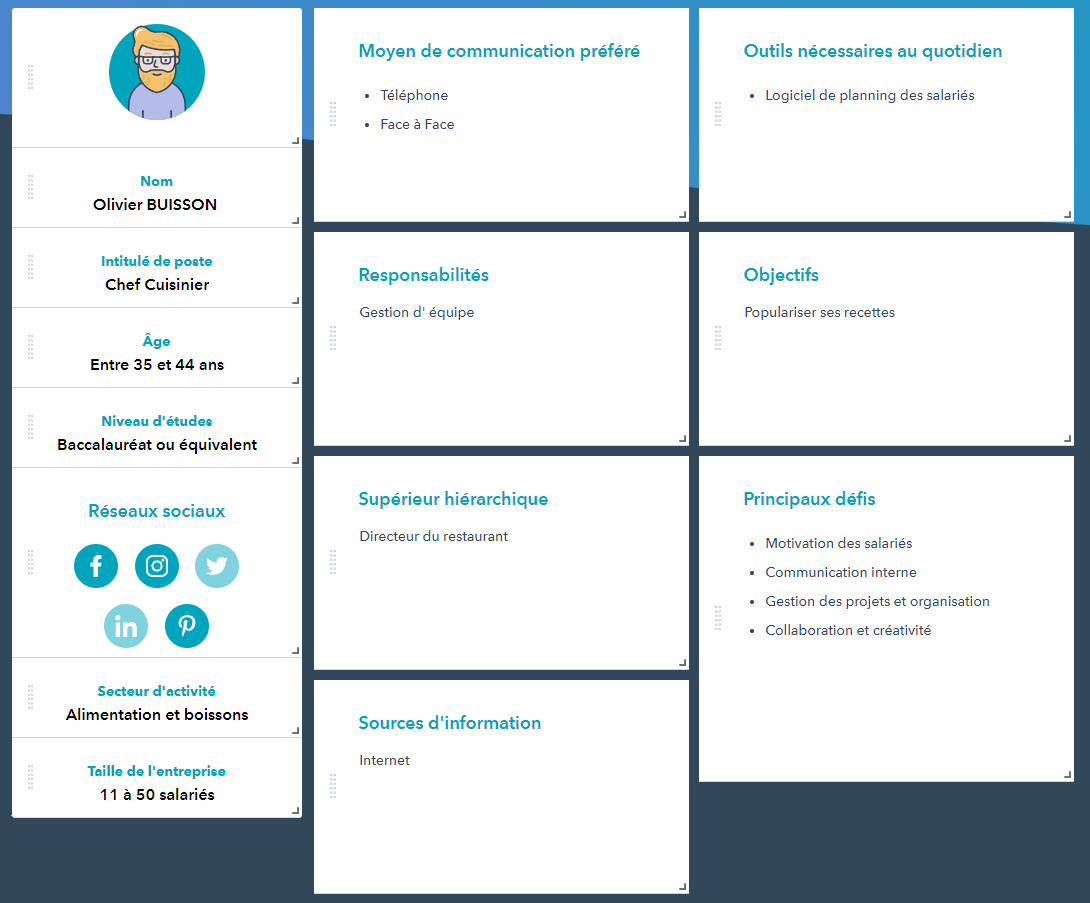 Nom
Olivier BUISSON
Intitulé de poste
Chef Cuisinier
Âge
Entre 35 et 44 ans
Niveau d'études
Baccalauréat ou équivalent
Réseaux sociaux
in
Secteur d'activité
Alimentation et boissons
Taille de l'entreprise
11 à 50 salariés
Moyen de communication préféré
Téléphone
Face à Face
Responsabilités
Gestion d' équipe
Supérieur hiérarchique
Directeur du restaurant
Sources d'information
Internet
Outils nécessaires au quotidien
Logiciel de planning des salariés
Objectifs
Populariser ses recettes
Principaux défis
Motivation des salariés
Communication interne
Gestion des projets et organisation
Collaboration et créativité